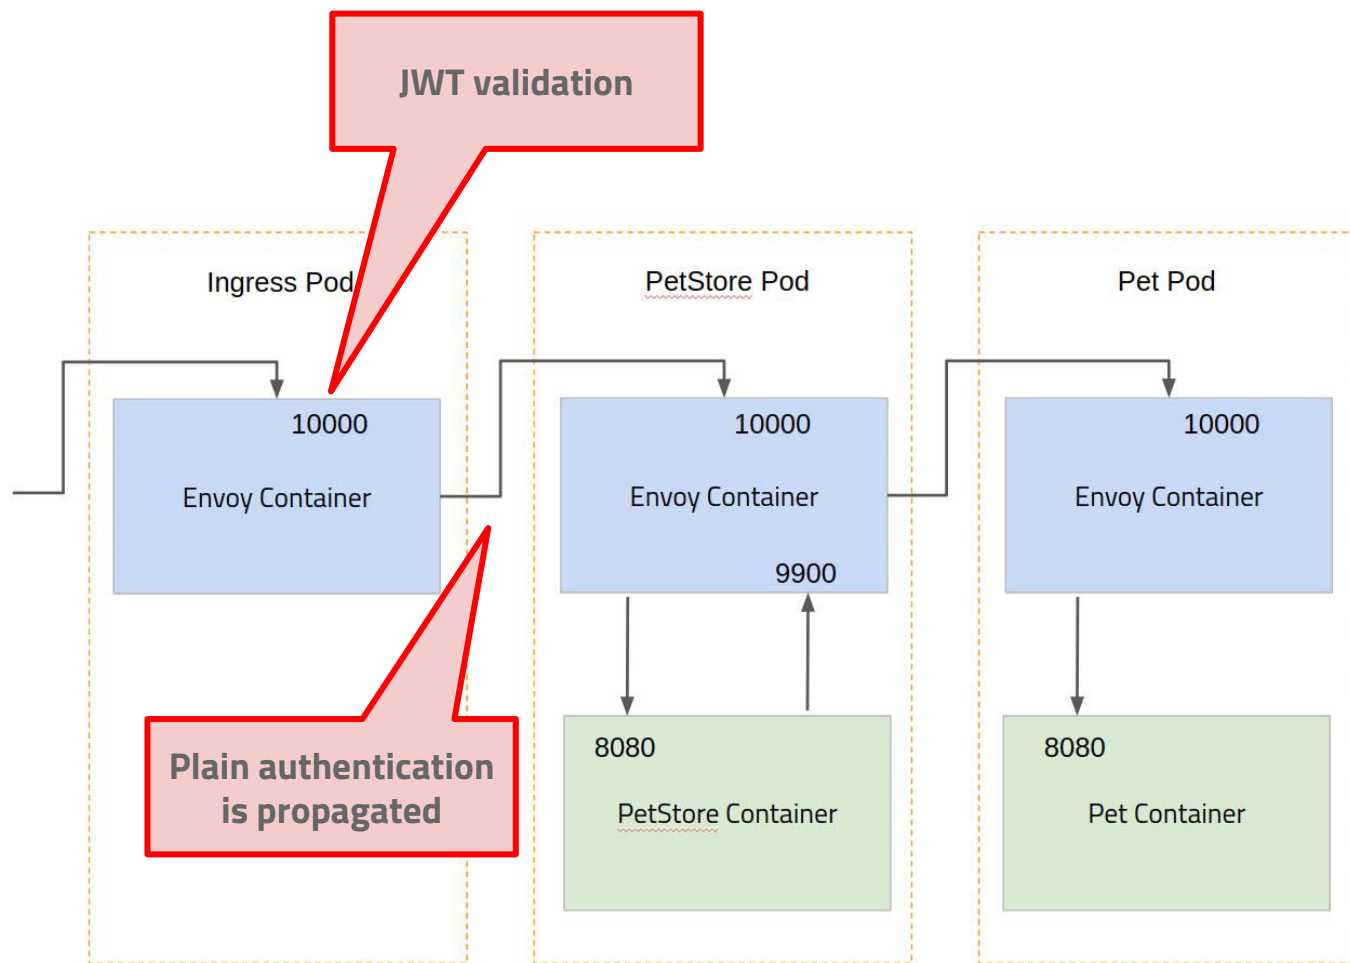 JWT validation
Ingress Pod
PetStore Pod
Pet Pod
10000
Envoy Container
10000
Envoy Container
9900
10000
Envoy Container
Plain authentication
is propagated
8080
PetStore Container
8080
Pet Container